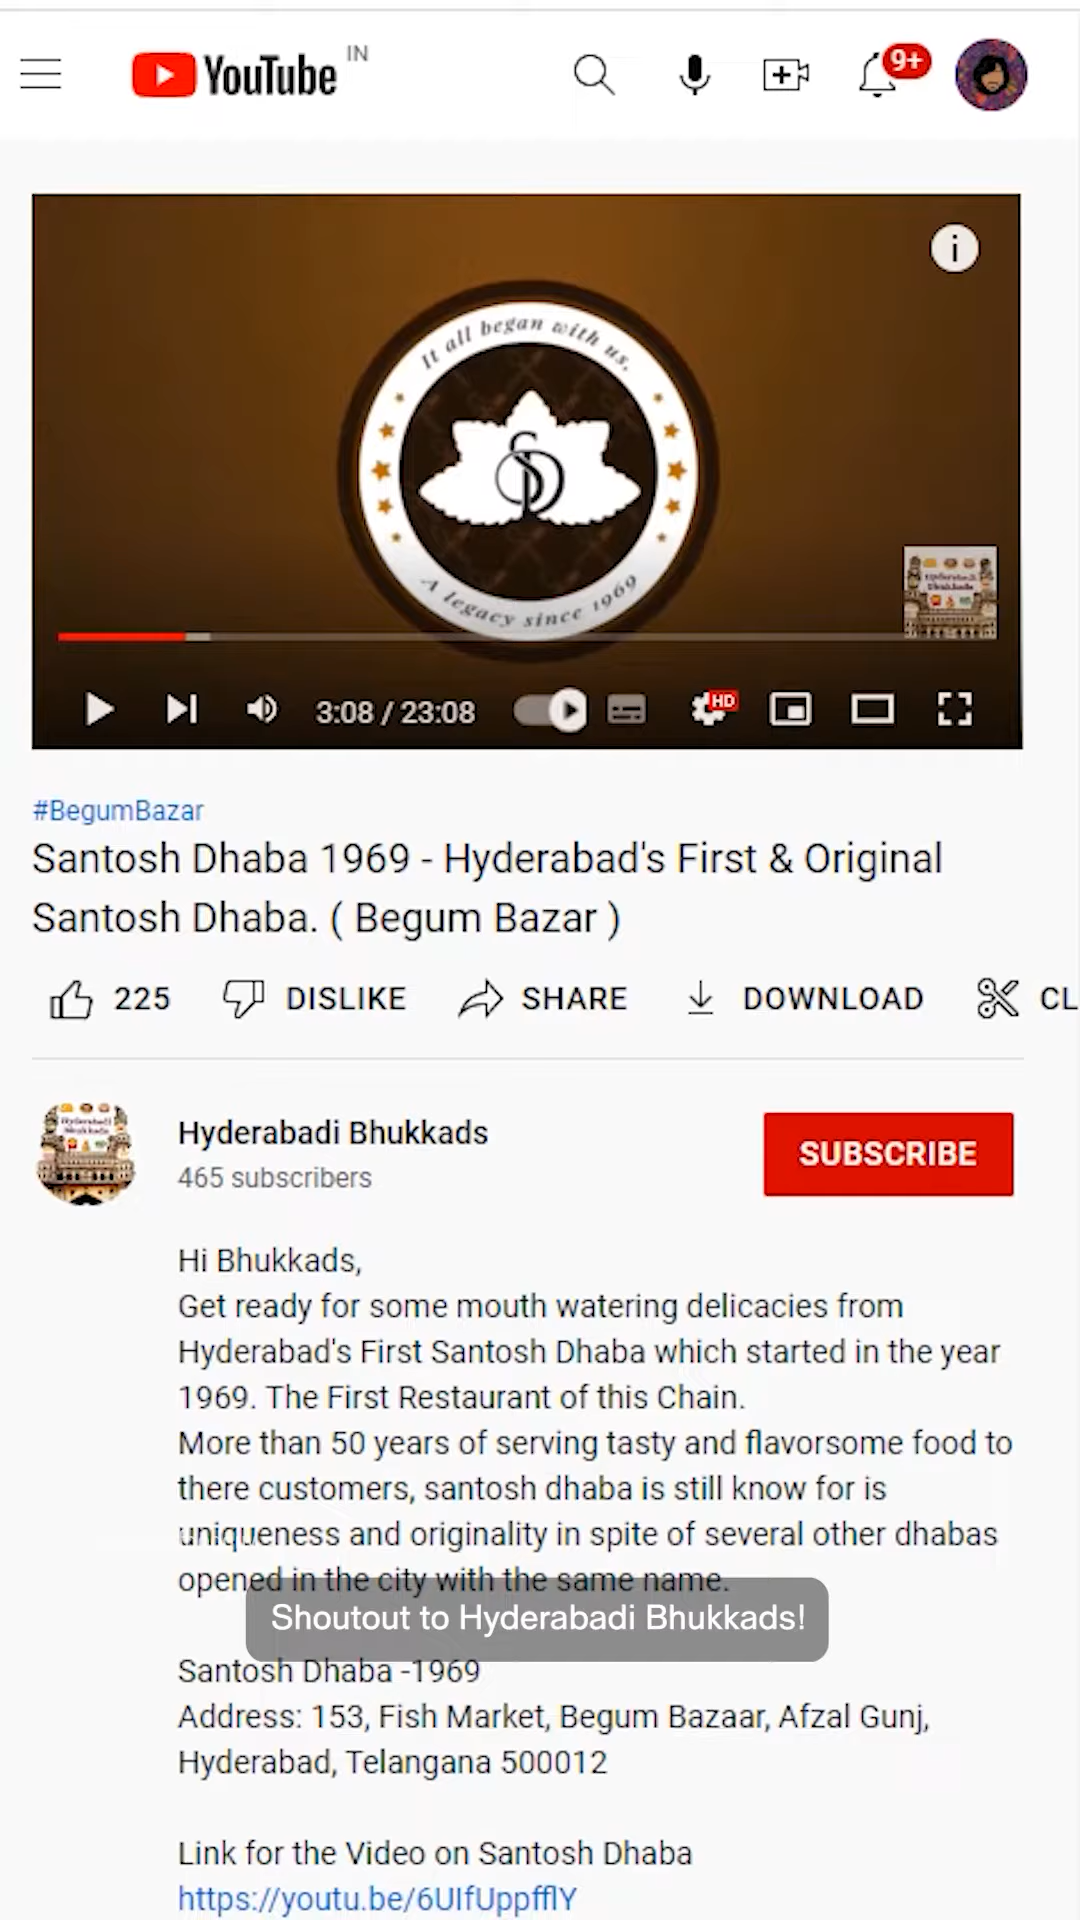 YouTube IN
9+
It all began with us.
SD
A legacy since 1969
Hyderabadi Bhukkads
3:08 / 23:08
HD
#BegumBazar
Santosh Dhaba 1969 - Hyderabad's First & Original
Santosh Dhaba. ( Begum Bazar )
225 DISLIKE SHARE DOWNLOAD CL
Hyderabadi Bhukkads
Hyderabadi Bhukkads
465 subscribers
SUBSCRIBE
Hi Bhukkads,
Get ready for some mouth watering delicacies from
Hyderabad's First Santosh Dhaba which started in the year
1969. The First Restaurant of this Chain.
More than 50 years of serving tasty and flavorsome food to
there customers, santosh dhaba is still know for is
uniqueness and originality in spite of several other dhabas
opened in the city with the same name.
Shoutout to Hyderabadi Bhukkads!
Santosh Dhaba -1969
Address: 153, Fish Market, Begum Bazaar, Afzal Gunj,
Hyderabad, Telangana 500012
Link for the Video on Santosh Dhaba
https://youtu.be/6UIfUppfflY